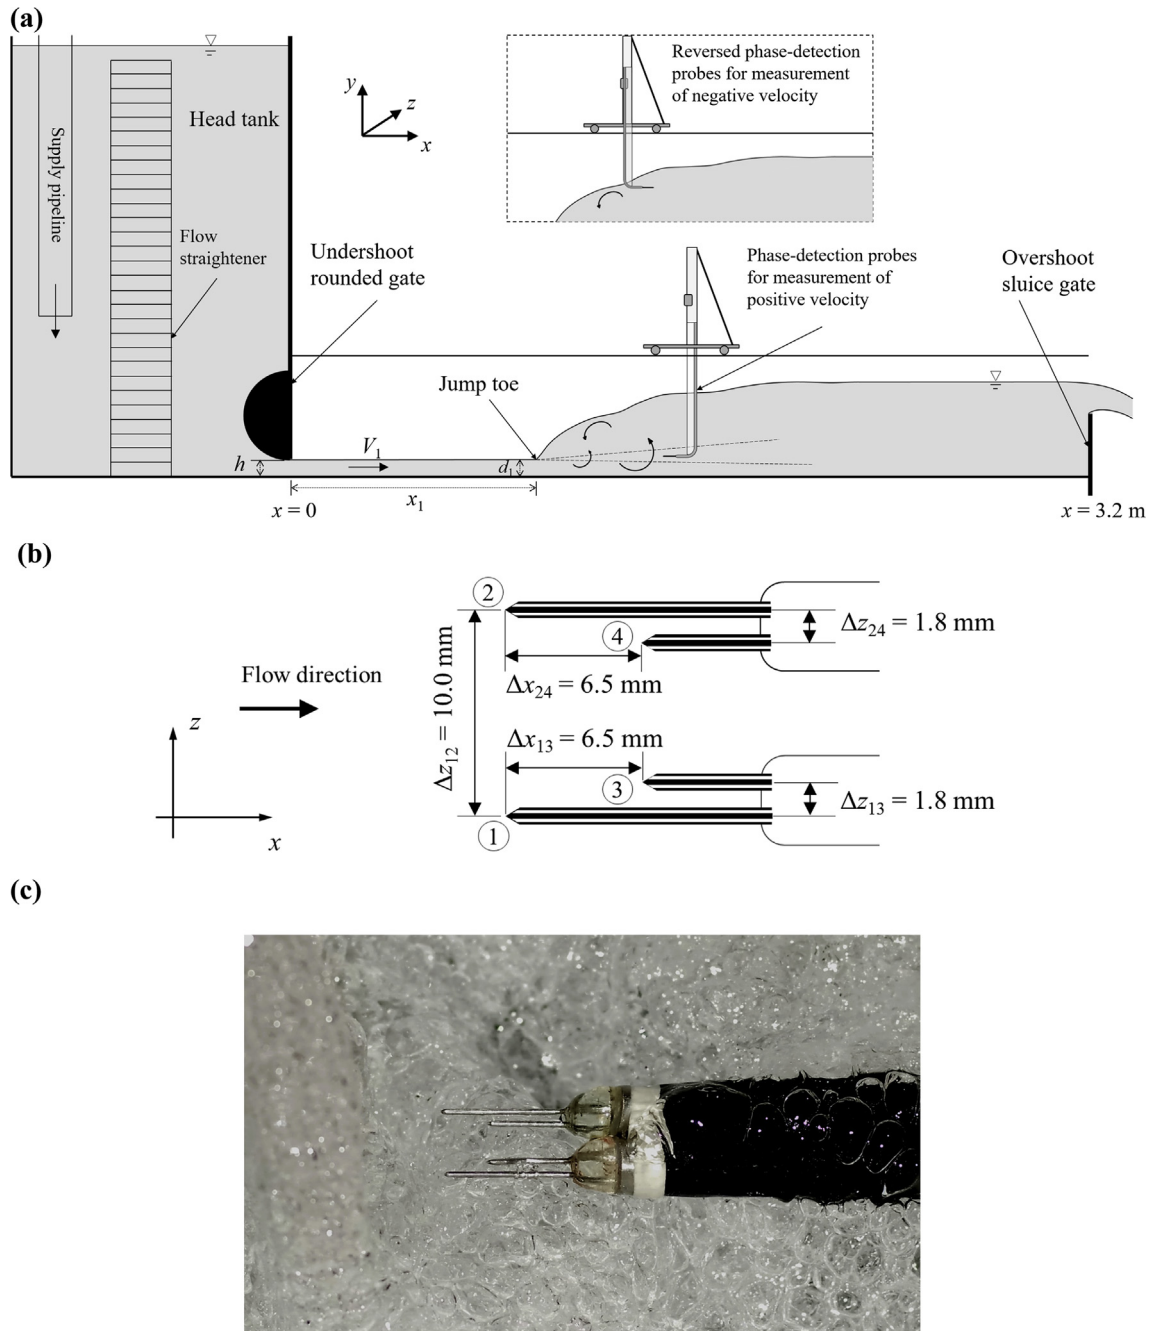 (a)
Supply pipeline
Head tank
Flow
straightener
y
z
x
Reversed phase-detection
probes for measurement
of negative velocity
Undershoot
rounded gate
Phase-detection probes
for measurement of
positive velocity
Overshoot
sluice gate
Jump toe
h
V1
d1
x1
x = 0
x = 3.2 m
(b)
2
4
Δz24 = 1.8 mm
Flow direction
Δx24 = 6.5 mm
Δz12 = 10.0 mm
z
x
Δx13 = 6.5 mm
3
Δz13 = 1.8 mm
1
(c)